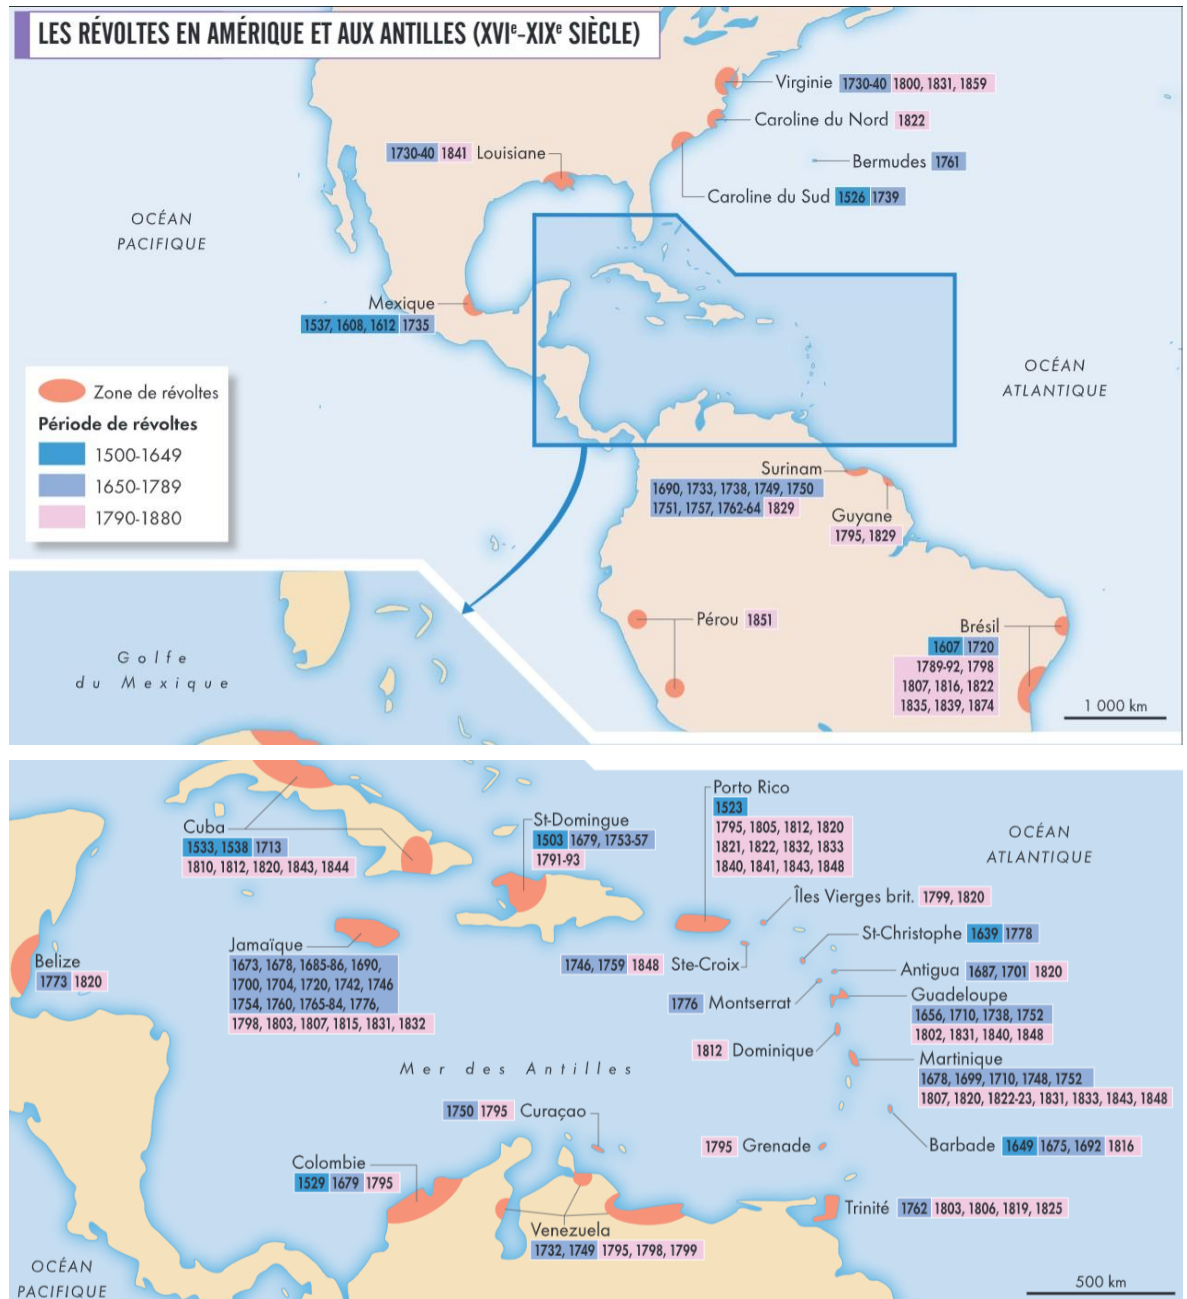 LES RÉVOLTES EN AMÉRIQUE ET AUX ANTILLES (XVIe-XIXe SIÈCLE)
Virginie 1730-40 1800, 1831, 1859
Caroline du Nord 1822
1730-40 1841 Louisiane
Bermudes 1761
Caroline du Sud 1526 1739
OCÉAN
PACIFIQUE
Mexique
1537, 1608, 1612 1735
OCÉAN
ATLANTIQUE
Zone de révoltes
Période de révoltes
1500-1649
1650-1789
1790-1880
Surinam
1690, 1733, 1738, 1749, 1750
1751, 1757, 1762-64 1829
Guyane
1795, 1829
Pérou 1851
Brésil
1607 1720
1789-92, 1798
1807, 1816, 1822
1835, 1839, 1874
1 000 km
Golfe
du Mexique
Porto Rico
1523
1795, 1805, 1812, 1820
1821, 1822, 1832, 1833
1840, 1841, 1843, 1848
Cuba
1533, 1538 1713
1810, 1812, 1820, 1843, 1844
St-Domingue
1503 1679, 1753-57
1791-93
OCÉAN
ATLANTIQUE
Îles Vierges brit. 1799, 1820
St-Christophe 1639 1778
Jamaïque
1673, 1678, 1685-86, 1690,
1700, 1704, 1720, 1742, 1746
1754, 1760, 1765-84, 1776,
1798, 1803, 1807, 1815, 1831, 1832
Belize
1773 1820
1746, 1759 1848 Ste-Croix
Antigua 1687, 1701 1820
1776 Montserrat
Guadeloupe
1656, 1710, 1738, 1752
1802, 1831, 1840, 1848
1812 Dominique
Martinique
1678, 1699, 1710, 1748, 1752
1807, 1820, 1822-23, 1831, 1833, 1843, 1848
Mer des Antilles
1750 1795 Curaçao
1795 Grenade
Barbade 1649 1675, 1692 1816
Colombie
1529 1679 1795
Trinité 1762 1803, 1806, 1819, 1825
Venezuela
1732, 1749 1795, 1798, 1799
OCÉAN
PACIFIQUE
500 km